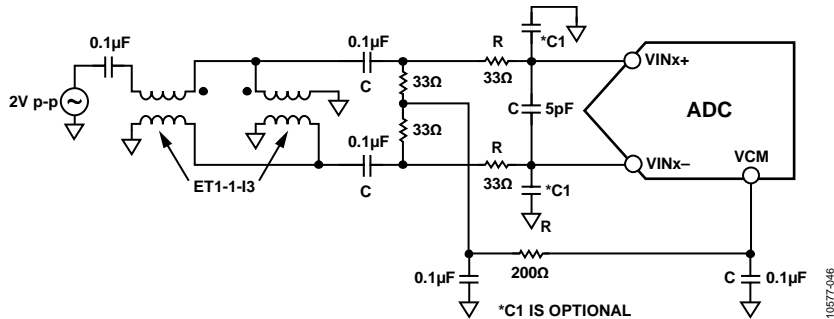 0.1µF
2V p-p
ET1-1-I3
0.1µF
C
33Ω
33Ω
0.1µF
C
R
33Ω
*C1
C
5pF
R
33Ω
*C1
R
VINx+
ADC
VINx–
VCM
0.1µF
200Ω
C
0.1µF
*C1 IS OPTIONAL
10577-046